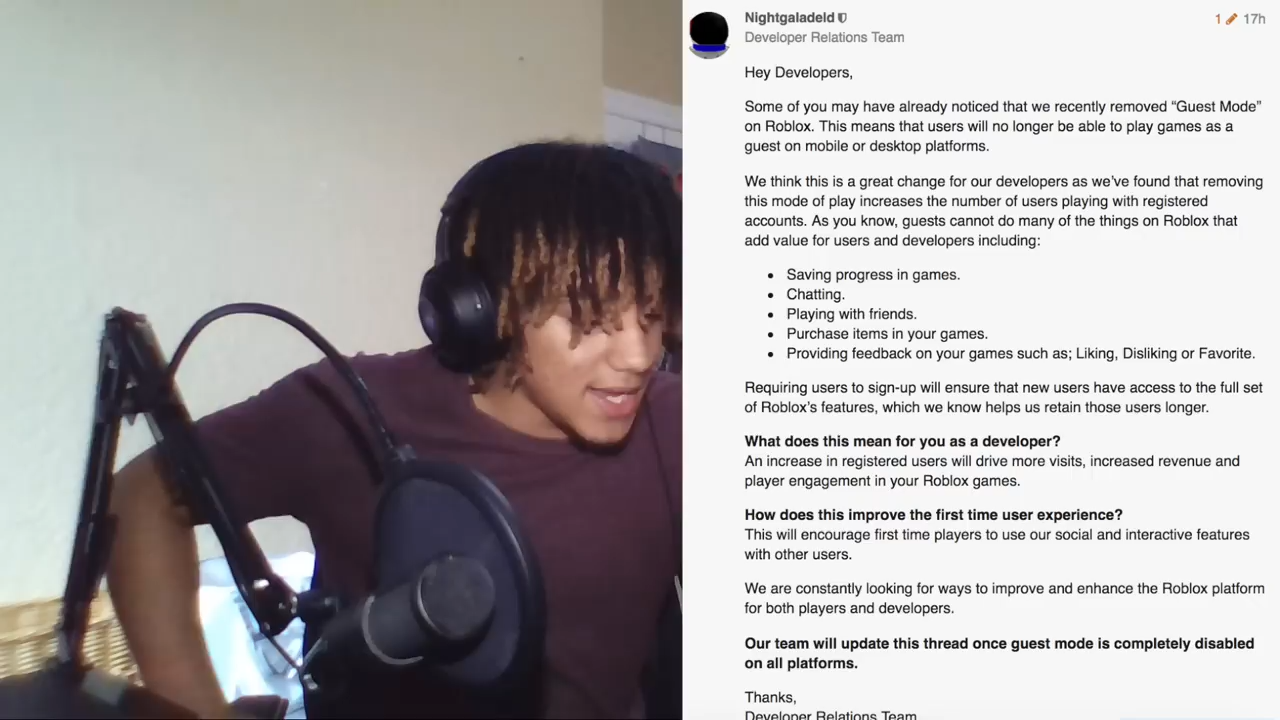 Nightgaladeld
1 17h
Developer Relations Team
Hey Developers,
Some of you may have already noticed that we recently removed “Guest Mode”
on Roblox. This means that users will no longer be able to play games as a
guest on mobile or desktop platforms.
We think this is a great change for our developers as we’ve found that removing
this mode of play increases the number of users playing with registered
accounts. As you know, guests cannot do many of the things on Roblox that
add value for users and developers including:
• Saving progress in games.
• Chatting.
• Playing with friends.
• Purchase items in your games.
• Providing feedback on your games such as; Liking, Disliking or Favorite.
Requiring users to sign-up will ensure that new users have access to the full set
of Roblox’s features, which we know helps us retain those users longer.
What does this mean for you as a developer?
An increase in registered users will drive more visits, increased revenue and
player engagement in your Roblox games.
How does this improve the first time user experience?
This will encourage first time players to use our social and interactive features
with other users.
We are constantly looking for ways to improve and enhance the Roblox platform
for both players and developers.
Our team will update this thread once guest mode is completely disabled
on all platforms.
Thanks,
Developer Relations Team